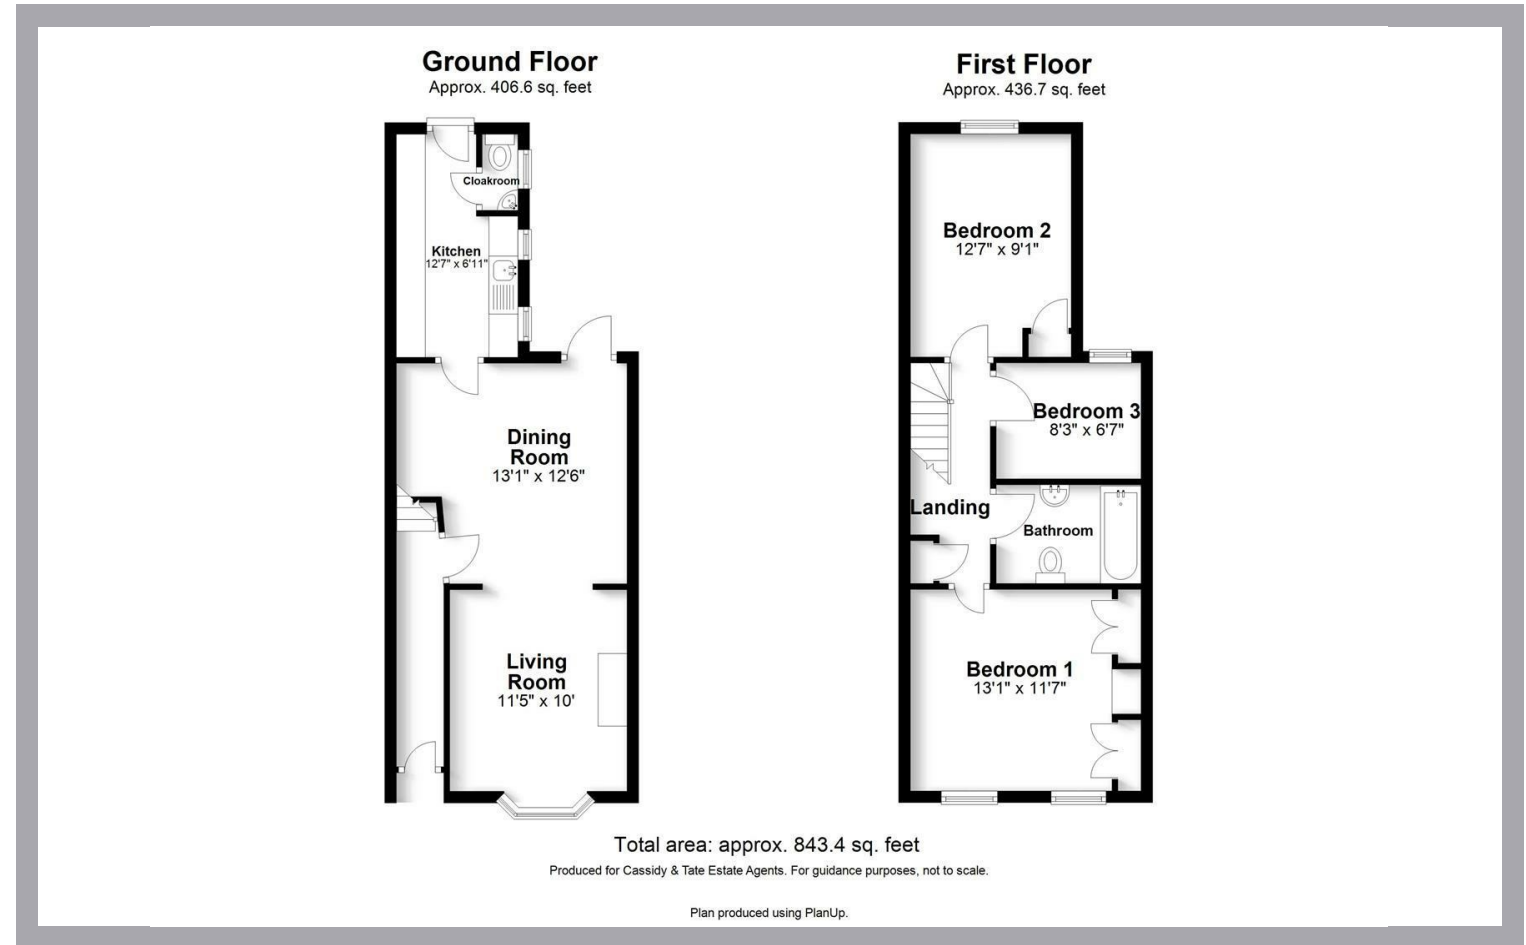 Ground Floor
Approx. 406.6 sq. feet
Cloakroom
Kitchen
12'7" x 6'11"
Dining
Room
13'1" x 12'6"
Living
Room
11'5" x 10'
First Floor
Approx. 436.7 sq. feet
Bedroom 2
12'7" x 9'1"
Bedroom 3
8'3" x 6'7"
Landing
Bathroom
Bedroom 1
13'1" x 11'7"
Total area: approx. 843.4 sq. feet
Produced for Cassidy & Tate Estate Agents. For guidance purposes, not to scale.
Plan produced using PlanUp.